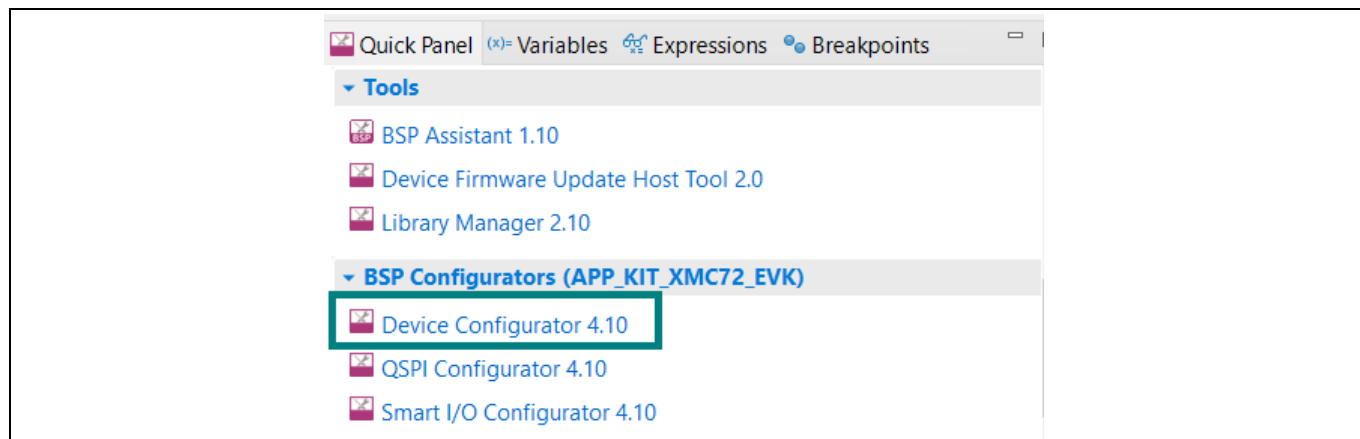 Quick Panel (x)= Variables Expressions Breakpoints
Tools
BSP BSP Assistant 1.10
Device Firmware Update Host Tool 2.0
Library Manager 2.10
BSP Configurators (APP_KIT_XMC72_EVK)
Device Configurator 4.10
QSPI Configurator 4.10
Smart I/O Configurator 4.10